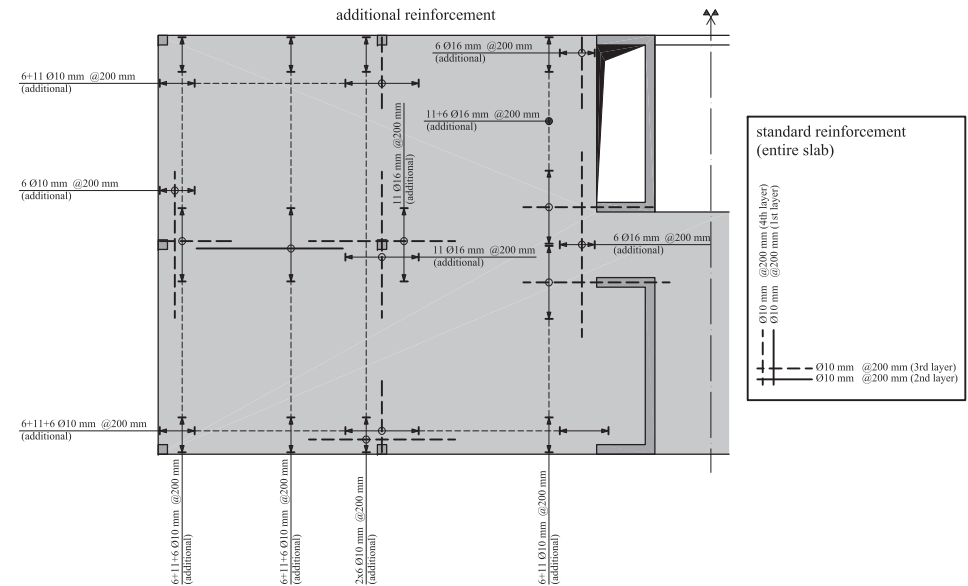 additional reinforcement
6 Ø16 mm @200 mm
(additional)
6+11 Ø10 mm @200 mm
(additional)
11+6 Ø16 mm @200 mm
(additional)
11 Ø16 mm @200 mm
(additional)
6 Ø10 mm @200 mm
(additional)
6 Ø16 mm @200 mm
(additional)
11 Ø16 mm @200 mm
(additional)
6+11+6 Ø10 mm @200 mm
(additional)
6+11+6 Ø10 mm @200 mm
(additional)
6+11+6 Ø10 mm @200 mm
(additional)
2x6 Ø10 mm @200 mm
(additional)
6+11 Ø10 mm @200 mm
(additional)
standard reinforcement
(entire slab)
Ø10 mm @200 mm (4th layer)
Ø10 mm @200 mm (1st layer)
Ø10 mm @200 mm (3rd layer)
Ø10 mm @200 mm (2nd layer)